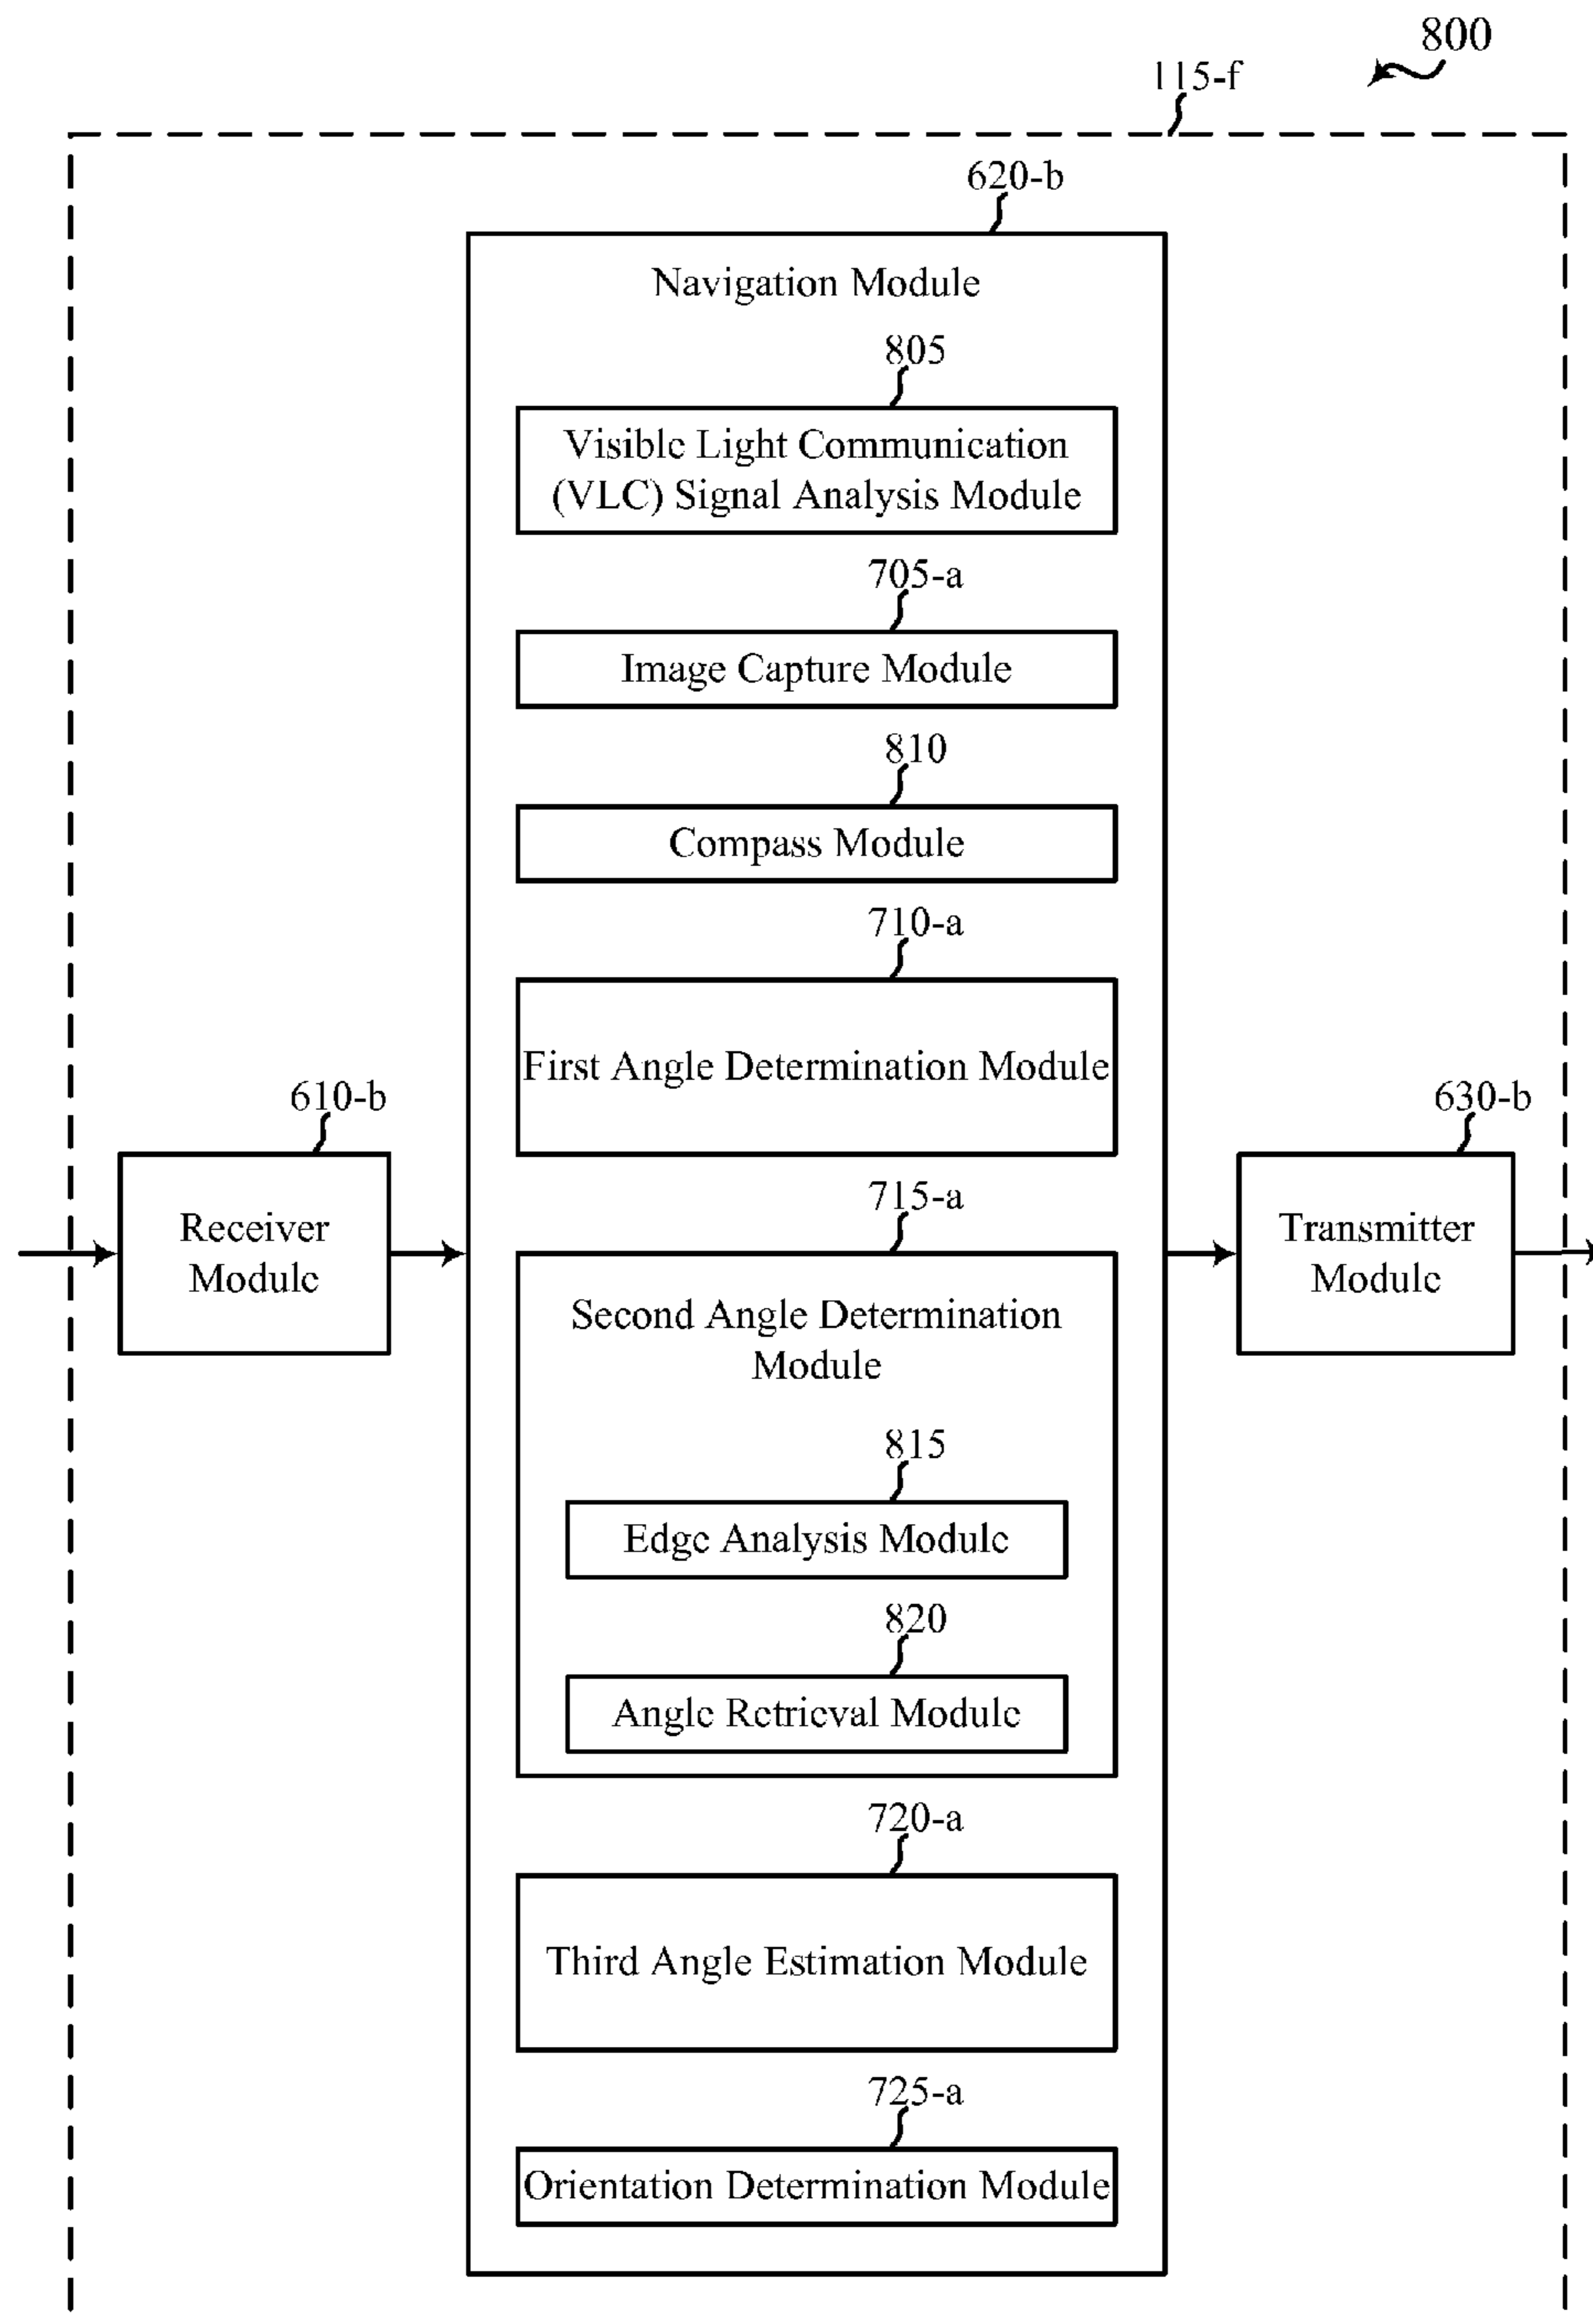 800
115-f
620-b
Navigation Module
805
Visible Light Communication
(VLC) Signal Analysis Module
705-a
Image Capture Module
810
Compass Module
710-a
First Angle Determination Module
610-b
Receiver
Module
630-b
Transmitter
Module
715-a
Second Angle Determination
Module
815
Edge Analysis Module
820
Angle Retrieval Module
720-a
Third Angle Estimation Module
725-a
Orientation Determination Module